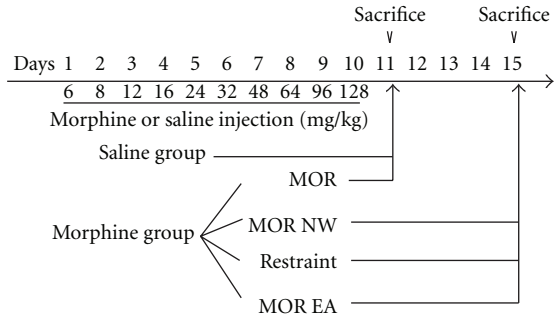 Sacrifice Sacrifice
Days 1 2 3 4 5 6 7 8 9 10 11 12 13 14 15
6 8 12 16 24 32 48 64 96 128
Morphine or saline injection (mg/kg)
Saline group
MOR
MOR NW
Morphine group
Restraint
MOR EA